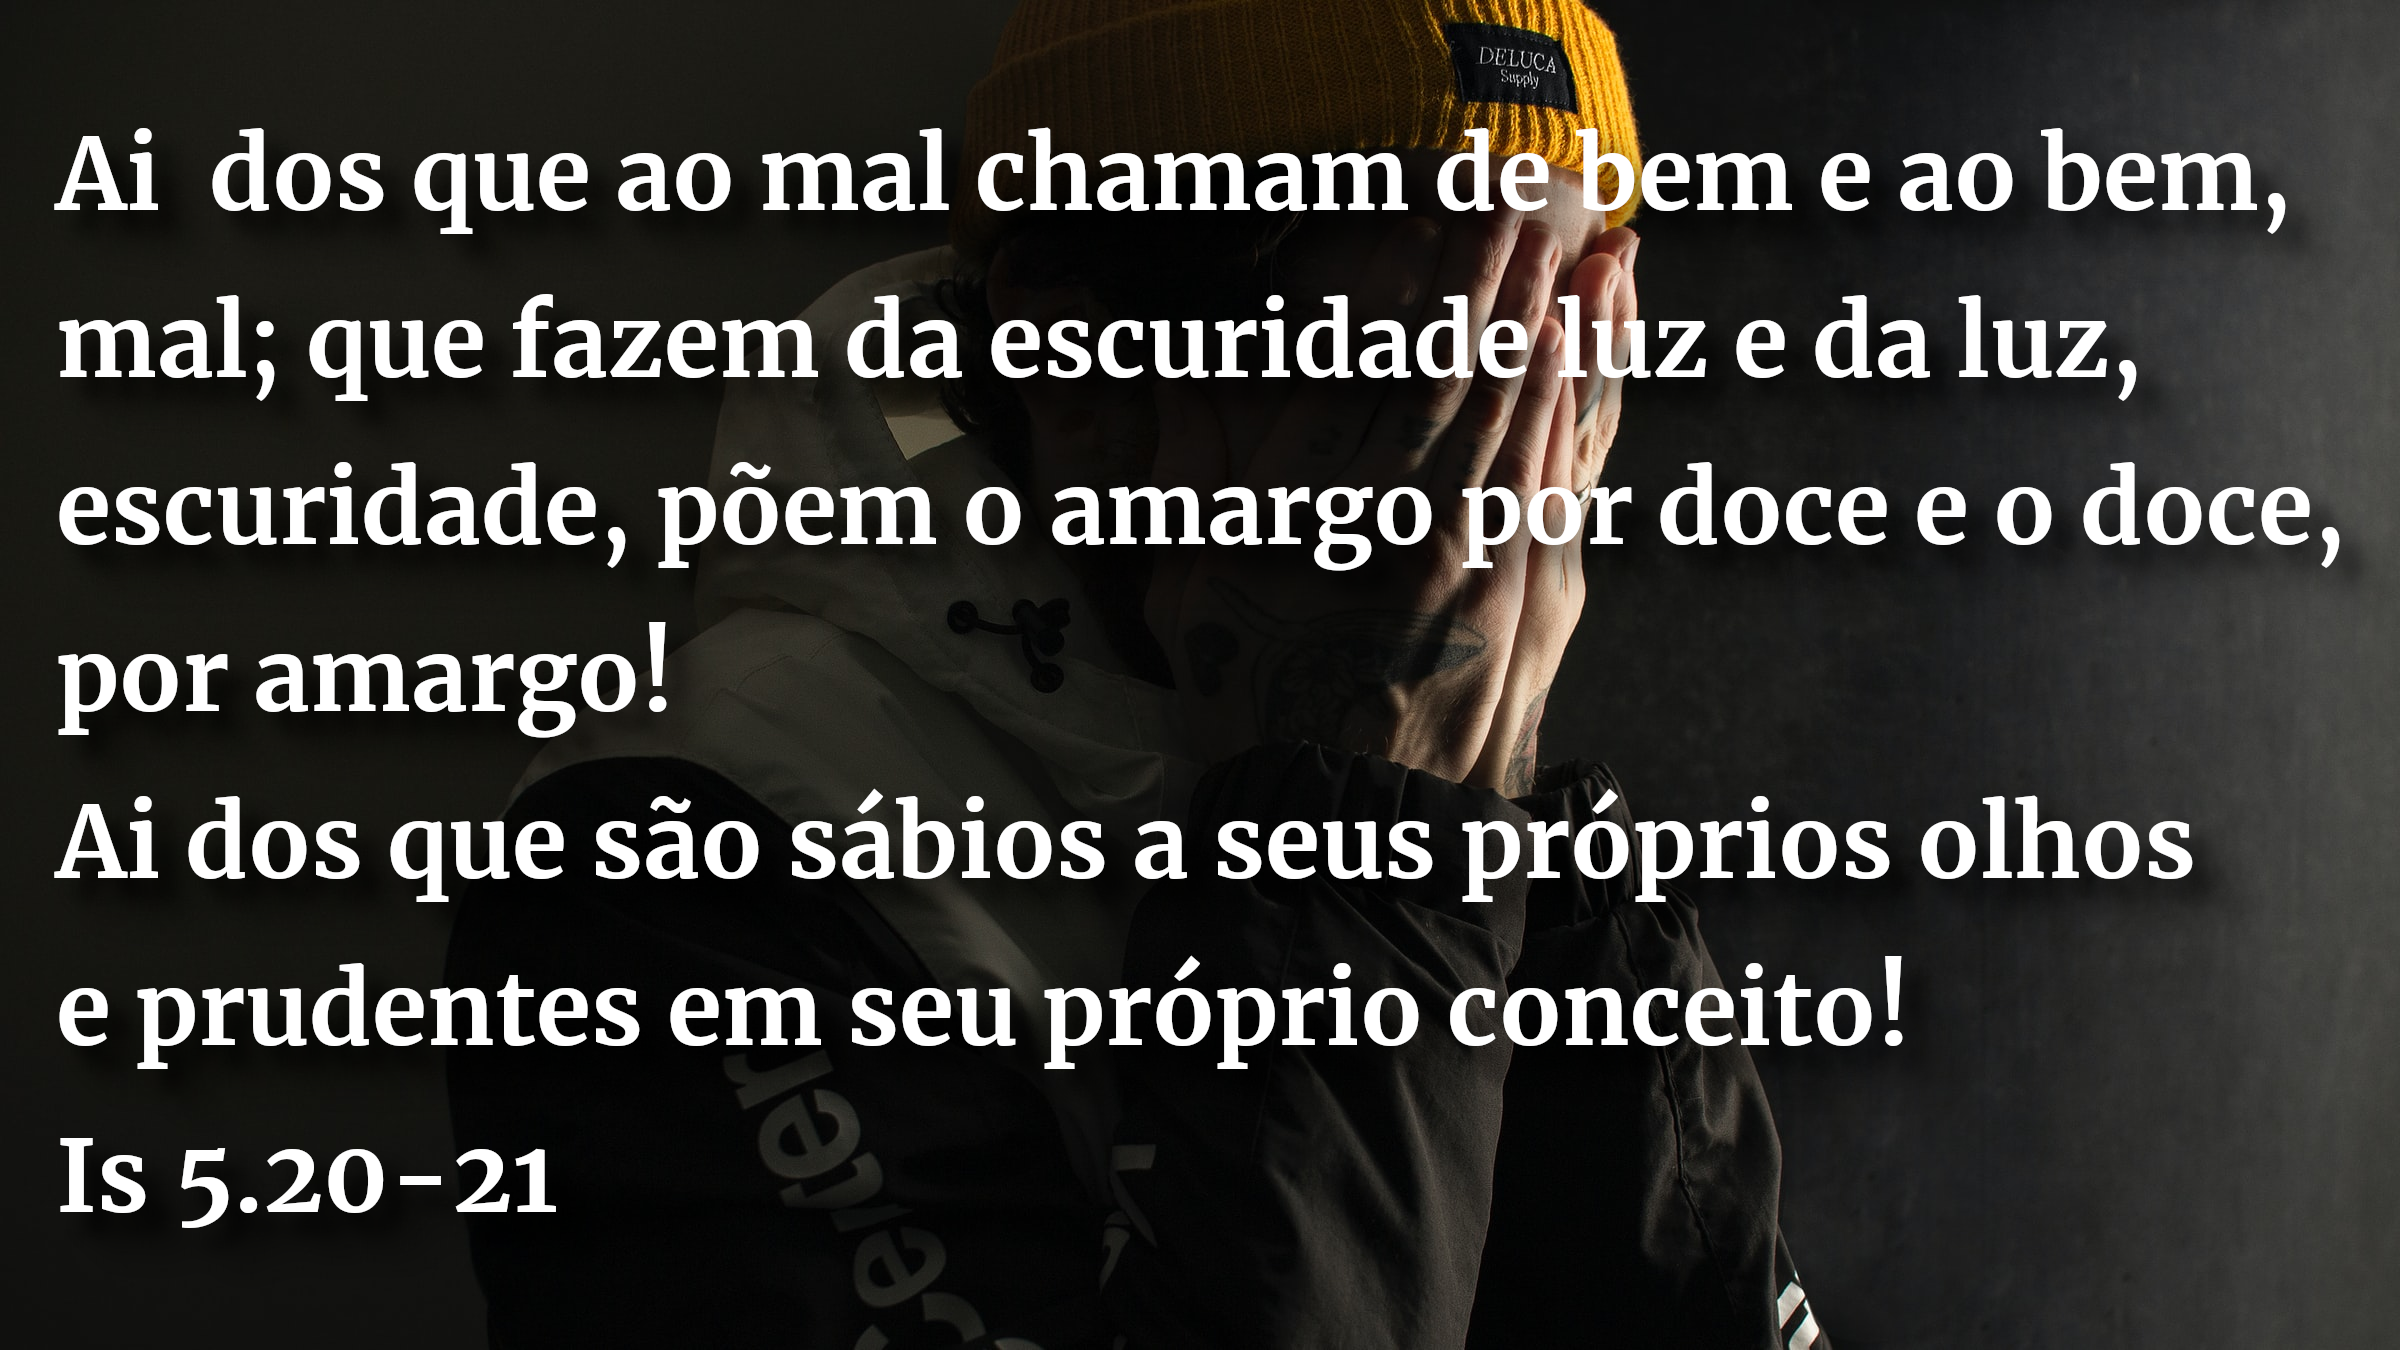 DELUCA
Supply
Ai dos que ao mal chamam de bem e ao bem,
mal; que fazem da escuridade luz e da luz,
escuridade, põem o amargo por doce e o doce,
por amargo!
Ai dos que são sábios a seus próprios olhos
e prudentes em seu próprio conceito!
Is 5.20-21